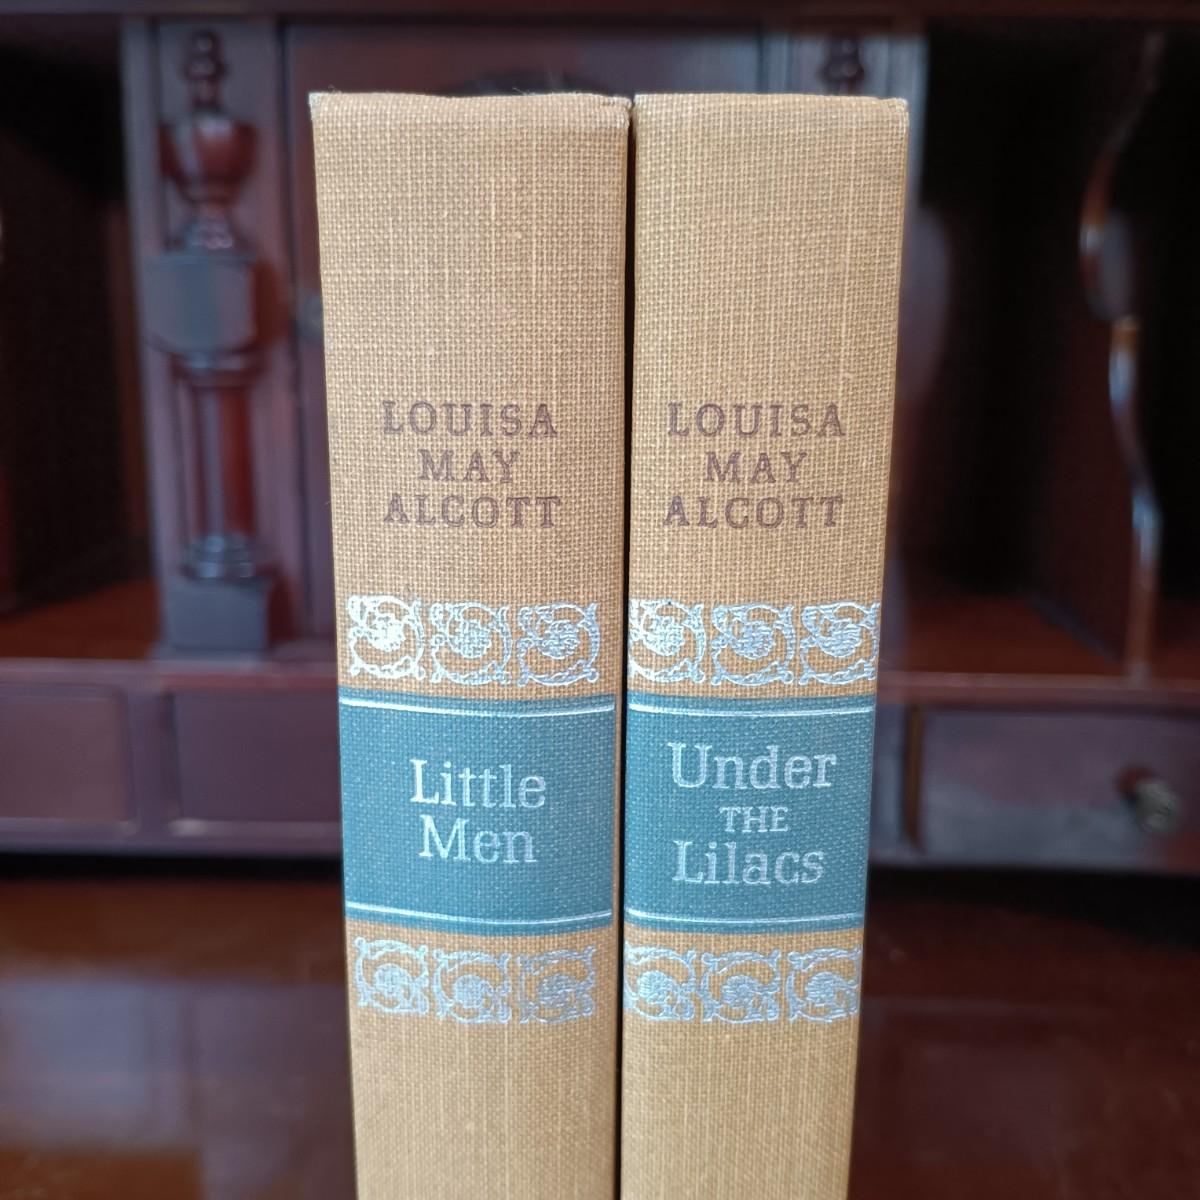 LOUISA
MAY
ALCOTT
Little
Men
LOUISA
MAY
ALCOTT
Under
THE
Lilacs